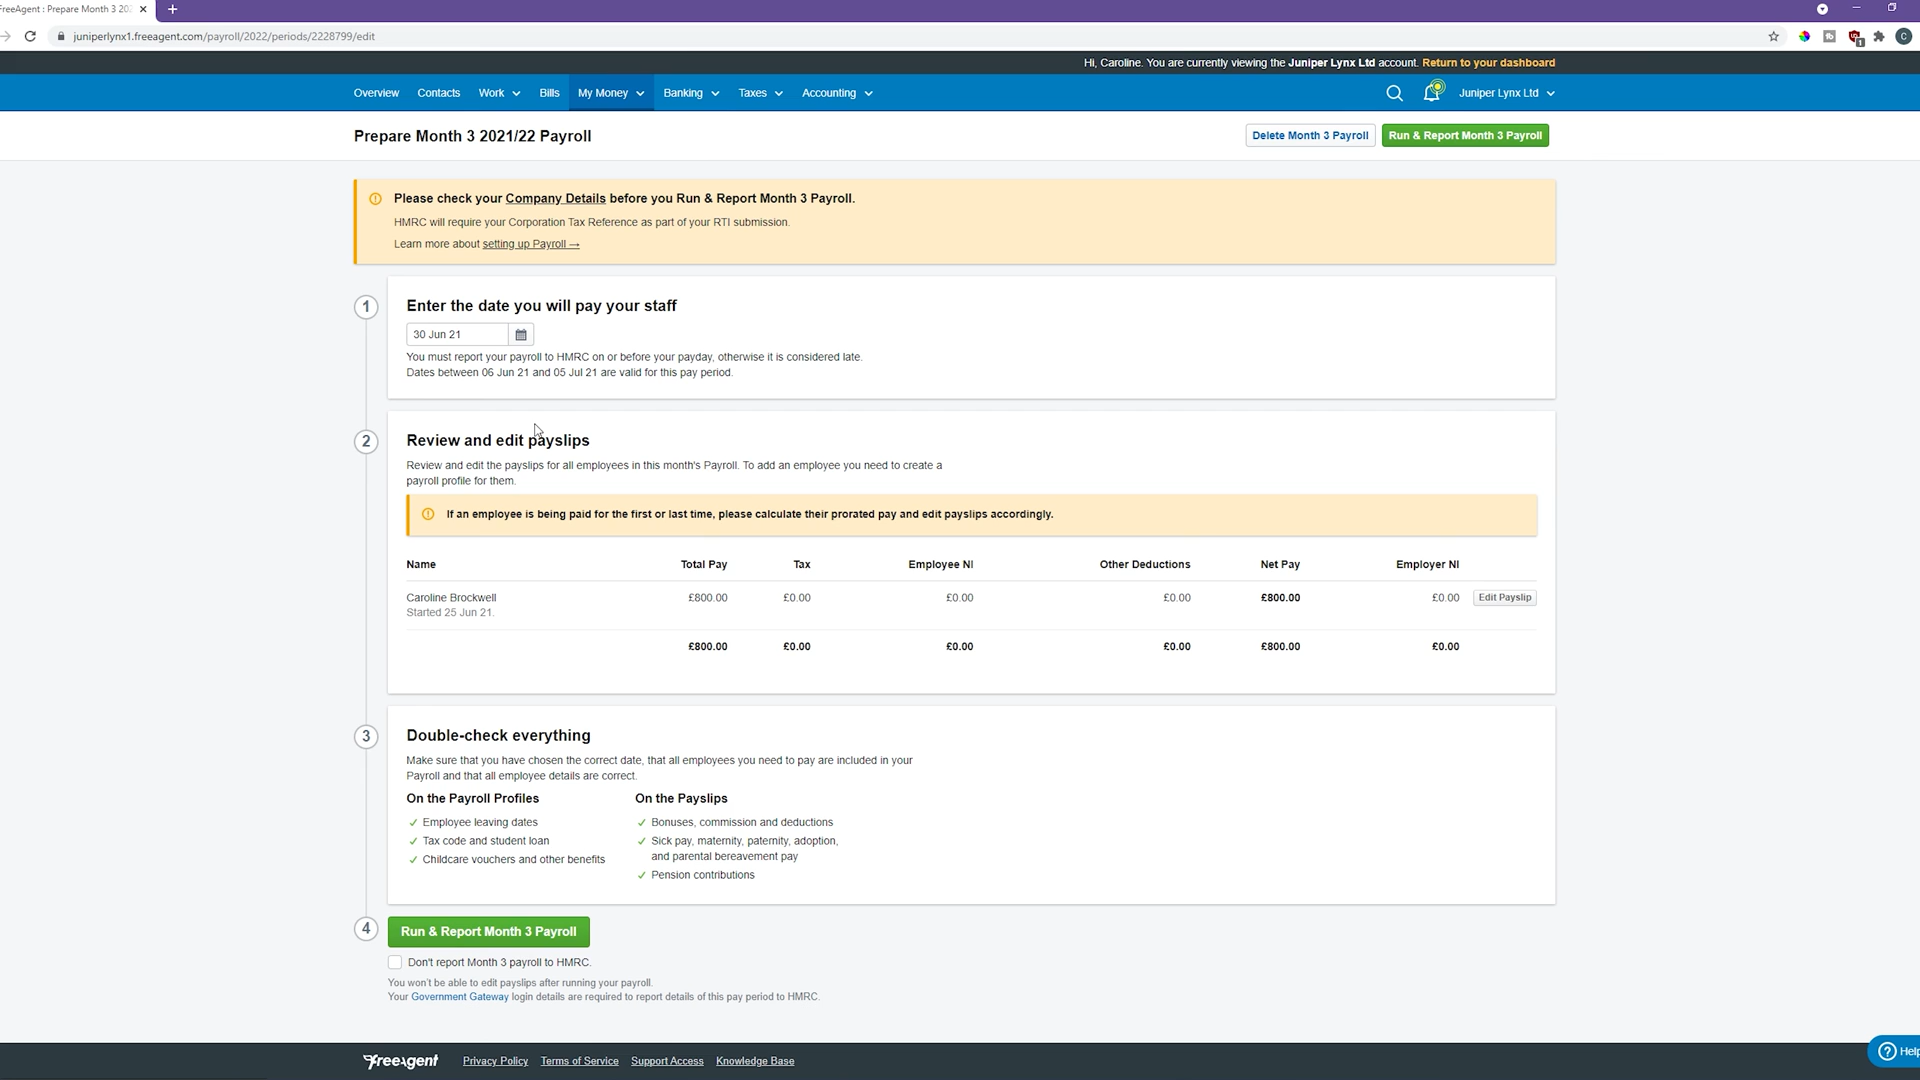 FreeAgent : Prepare Month 3 202
juniperlynx1.freeagent.com/payroll/2022/periods/2228799/edit
1
C
Hi, Caroline. You are currently viewing the Juniper Lynx Ltd account. Return to your dashboard
Overview Contacts Work Bills My Money Banking Taxes Accounting Juniper Lynx Ltd
Prepare Month 3 2021/22 Payroll
Delete Month 3 Payroll Run & Report Month 3 Payroll
Please check your Company Details before you Run & Report Month 3 Payroll.
HMRC will require your Corporation Tax Reference as part of your RTI submission.
Learn more about setting up Payroll →
1
Enter the date you will pay your staff
30 Jun 21
You must report your payroll to HMRC on or before your payday, otherwise it is considered late.
Dates between 06 Jun 21 and 05 Jul 21 are valid for this pay period.
2
Review and edit payslips
Review and edit the payslips for all employees in this month's Payroll. To add an employee you need to create a
payroll profile for them.
If an employee is being paid for the first or last time, please calculate their prorated pay and edit payslips accordingly.
Name Total Pay Tax Employee NI Other Deductions Net Pay Employer NI
Caroline Brockwell £800.00 £0.00 £0.00 £0.00 £800.00 £0.00 Edit Payslip
Started 25 Jun 21.
£800.00 £0.00 £0.00 £0.00 £800.00 £0.00
3
Double-check everything
Make sure that you have chosen the correct date, that all employees you need to pay are included in your
Payroll and that all employee details are correct.
On the Payroll Profiles
Employee leaving dates
Tax code and student loan
Childcare vouchers and other benefits
On the Payslips
Bonuses, commission and deductions
Sick pay, maternity, paternity, adoption,
and parental bereavement pay
Pension contributions
4
Run & Report Month 3 Payroll
Don't report Month 3 payroll to HMRC.
You won't be able to edit payslips after running your payroll.
Your Government Gateway login details are required to report details of this pay period to HMRC.
FreeAgent Privacy Policy Terms of Service Support Access Knowledge Base
Help